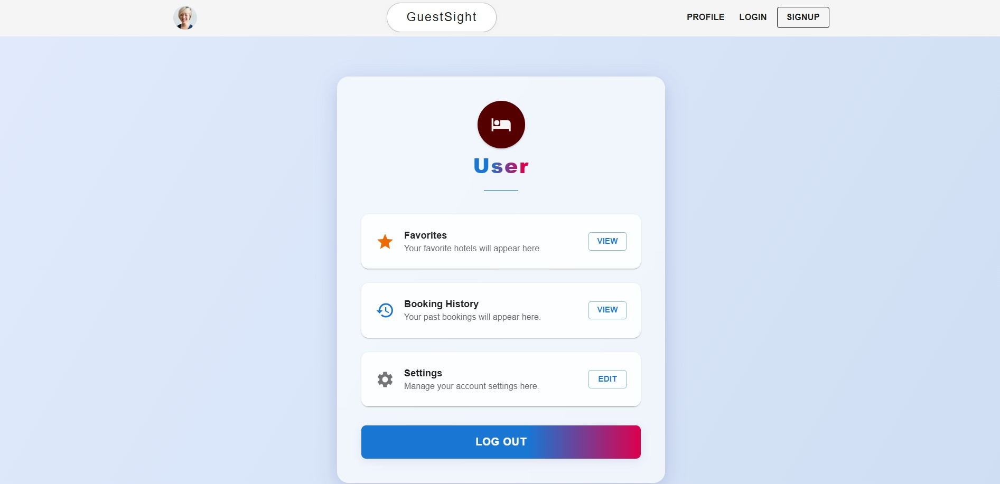 GuestSight
PROFILE
LOGIN
SIGNUP
User
Favorites
Your favorite hotels will appear here.
VIEW
Booking History
Your past bookings will appear here.
VIEW
Settings
Manage your account settings here.
EDIT
LOG OUT